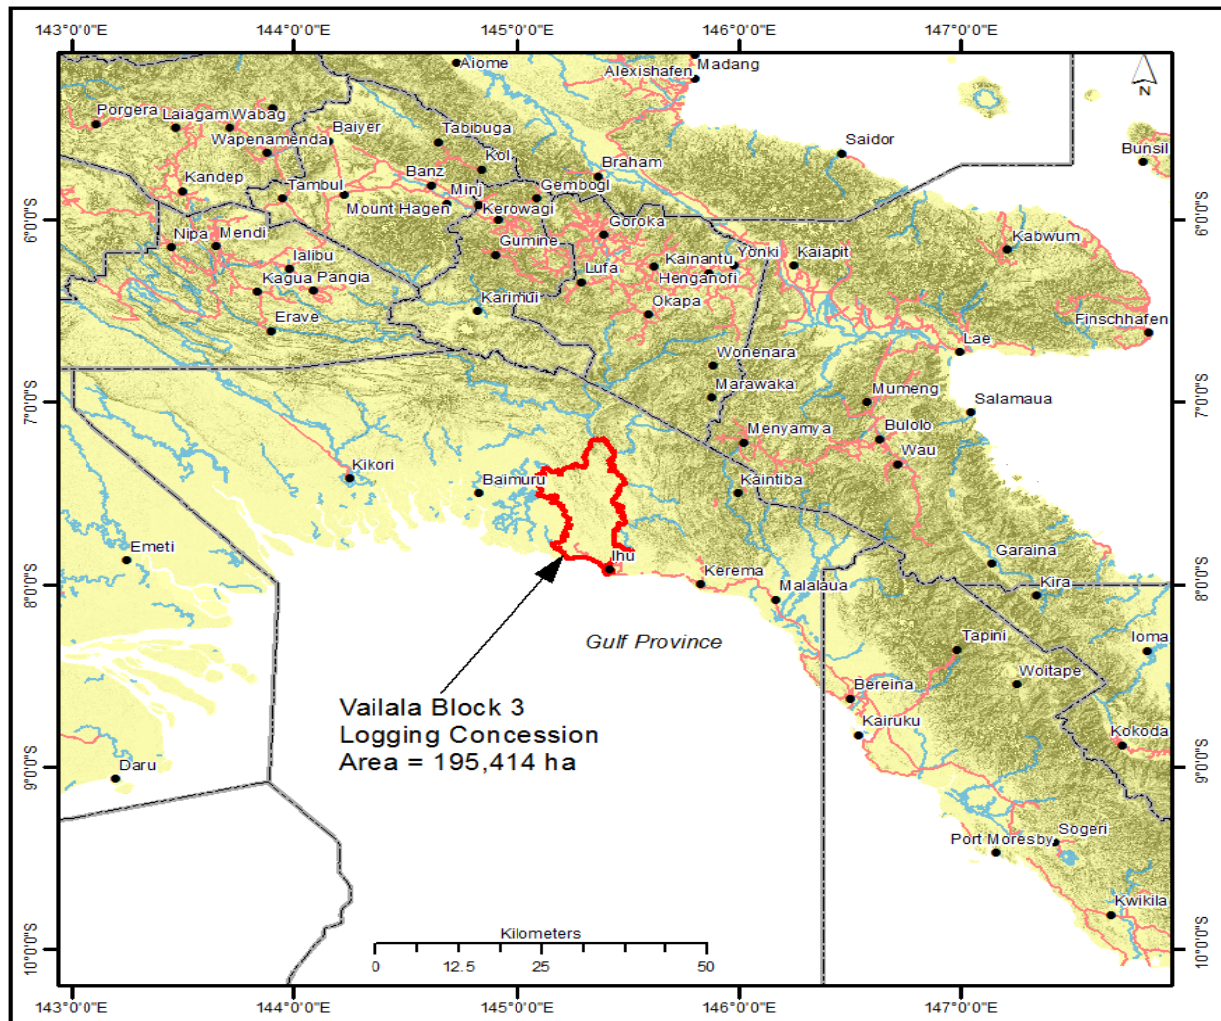 143°0'0"E 144°0'0"E 145°0'0"E 146°0'0"E 147°0'0"E
Aiome
Madang
Alexishafen
N
Porgera
Laiagam
Wabag
Baiyer
Tabibuga
Saidor
Bunsil
Wapenamenda
Kol
Braham
Kandep
Tambul
Banz
Minj
Gembogl
Mount Hagen
Kerowagi
6°0'0"S
6°0'0"S
Nipa
Mendi
Goroka
Kabwum
Ialibu
Gumine
Kainantu
Yonki
Kaiapit
Kagua
Pangia
Lufa
Henganofi
Karimui
Okapa
Finschhafen
Erave
Lae
Wonenara
Marawaka
Mumeng
Salamaua
7°0'0"S
7°0'0"S
Menyamya
Bulolo
Wau
Kikori
Baimuru
Kaintiba
Emeti
Ihu
Garaina
Kerema
Malalaua
Kira
8°0'0"S
8°0'0"S
Gulf Province
Tapini
Ioma
Woitape
Bereina
Vailala Block 3
Logging Concession
Area = 195,414 ha
Kairuku
Kokoda
Daru
9°0'0"S
9°0'0"S
Port Moresby
Sogeri
Kwikila
Kilometers
0 12.5 25 50
10°0'0"S
10°0'0"S
143°0'0"E 144°0'0"E 145°0'0"E 146°0'0"E 147°0'0"E